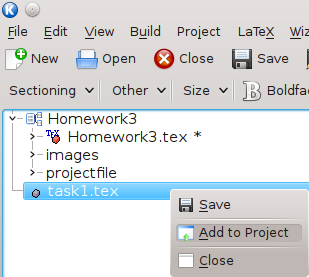 File Edit View Build Project LaTeX
New Open Close Save
Sectioning Other Size Boldfac
Homework3
Homework3.tex *
images
projectfile
task1.tex
Save
Add to Project
Close